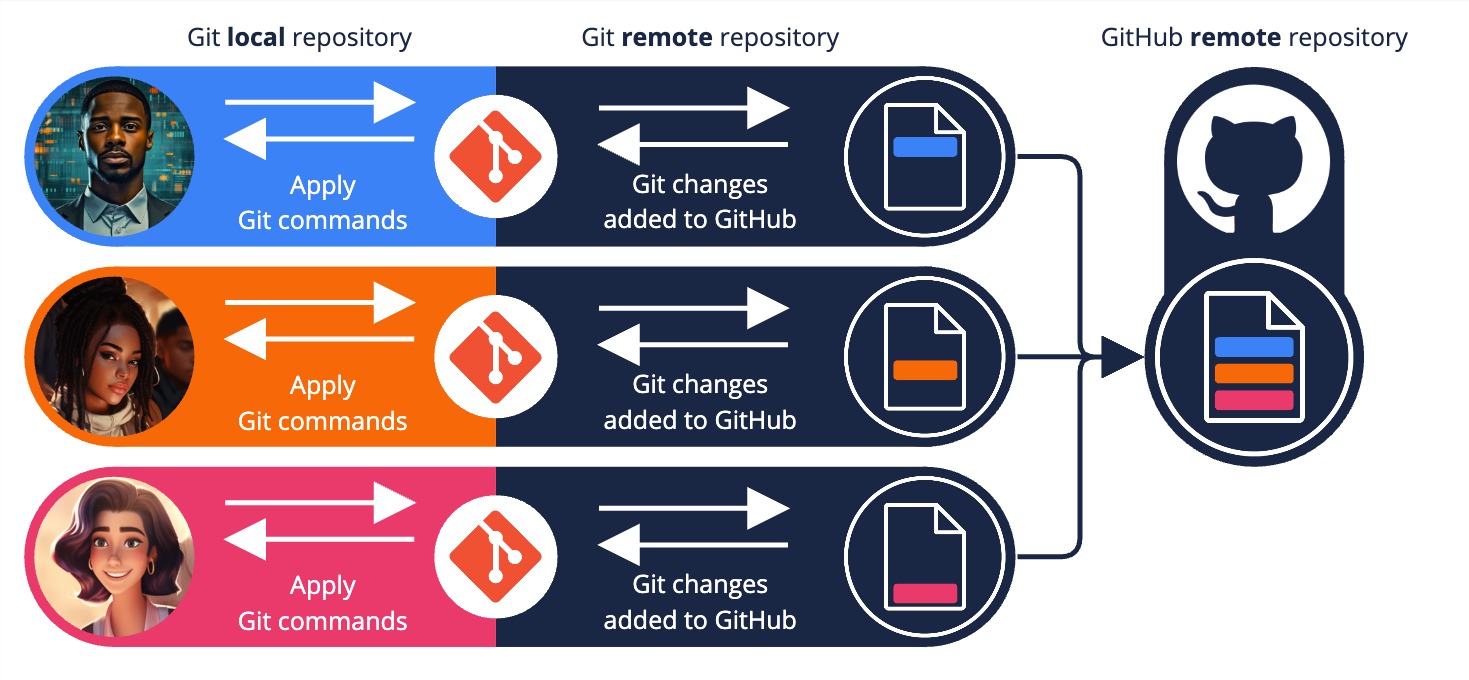 Git local repository
Git remote repository
GitHub remote repository
Apply
Git commands
Git changes
added to GitHub
Apply
Git commands
Git changes
added to GitHub
Apply
Git commands
Git changes
added to GitHub